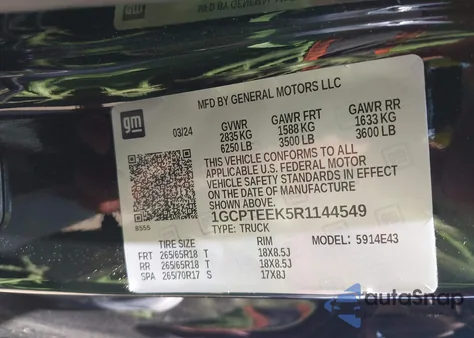 gm
MFD BY GENERAL MOTORS LLC
03/24
GVWR
2835 KG
6250 LB
GAWR FRT
1588 KG
3500 LB
GAWR RR
1633 KG
3600 LB
THIS VEHICLE CONFORMS TO ALL
APPLICABLE U.S. FEDERAL MOTOR
VEHICLE SAFETY STANDARDS IN EFFECT
ON THE DATE OF MANUFACTURE
SHOWN ABOVE.
1GCPTEEK5R1144549
TYPE: TRUCK
8555
TIRE SIZE RIM MODEL: 5914E43
FRT 265/65R18 T 18X8.5J
RR 265/65R18 T 18X8.5J
SPA 265/70R17 S 17X8J
autoSnap